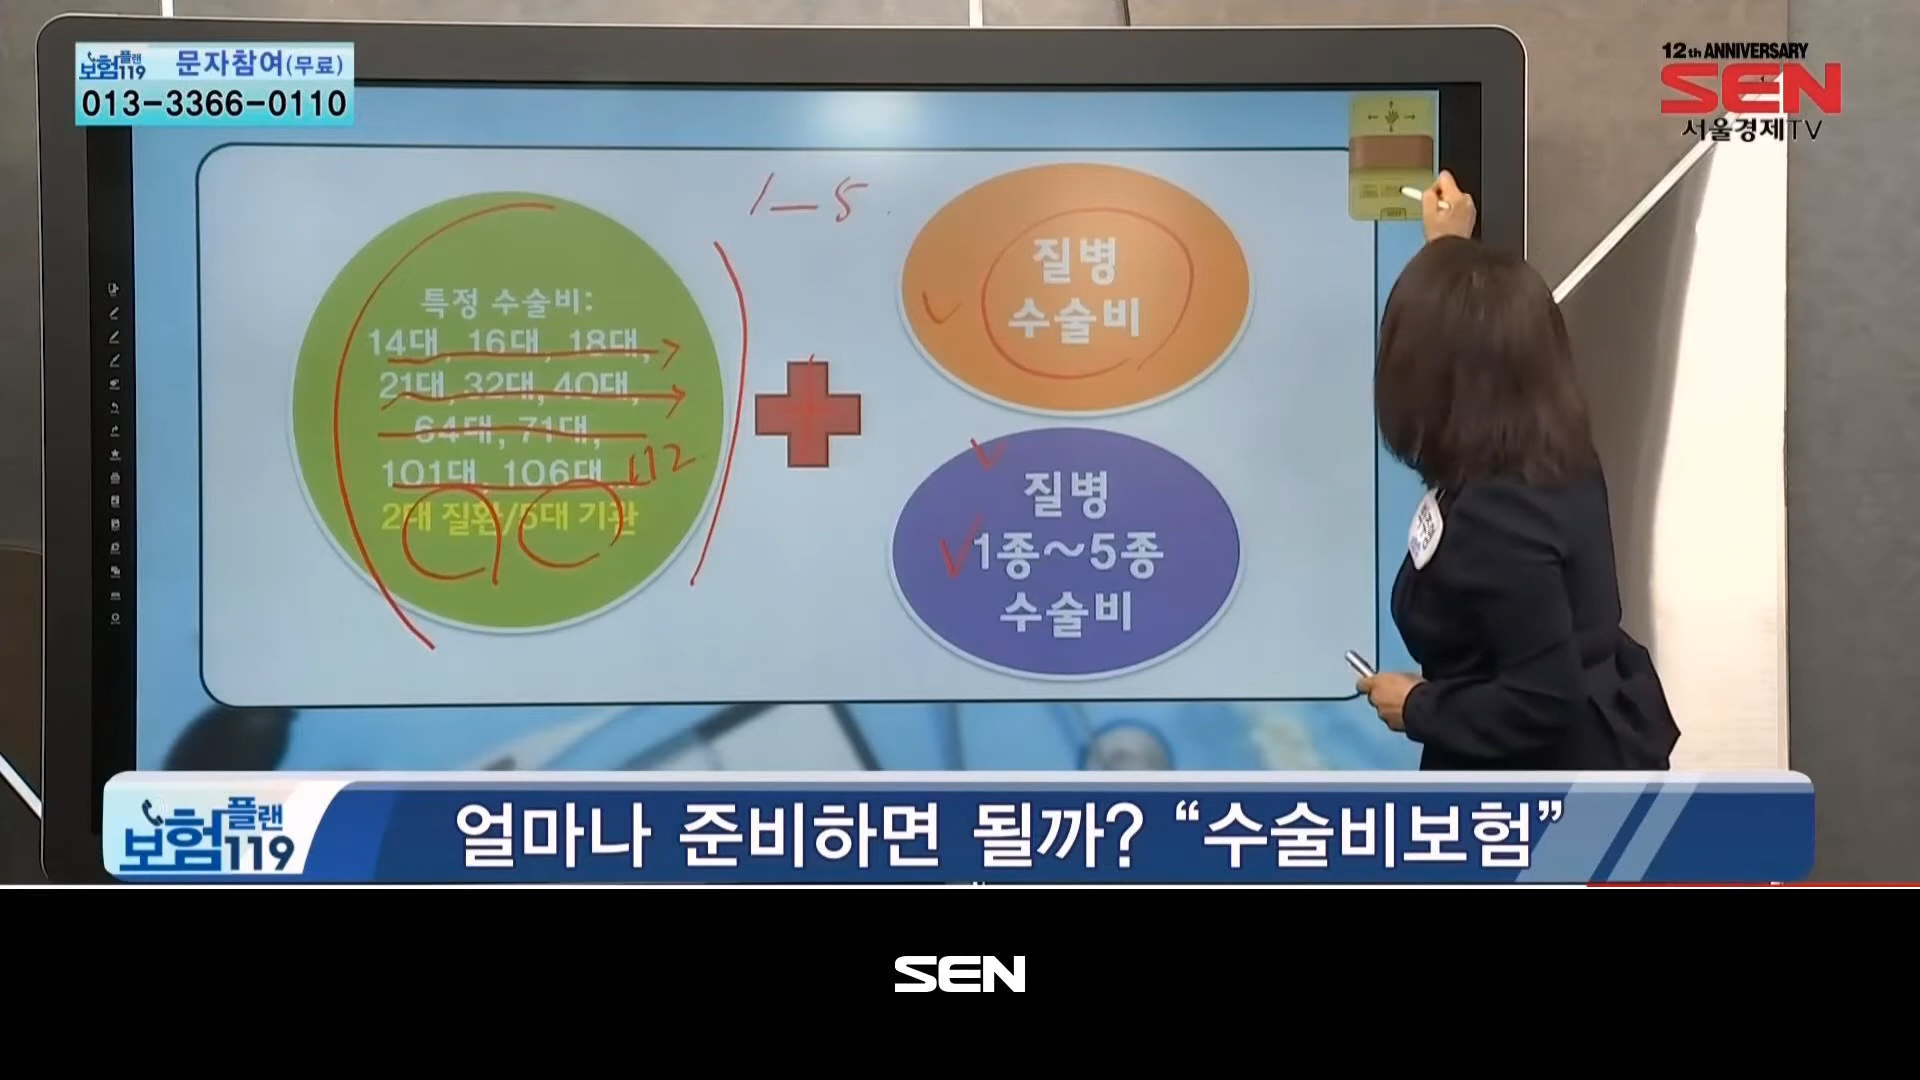 보험플랜119
문자참여(무료)
013-3366-0110
12th ANNIVERSARY
SEN
서울경제TV
1-5
특정 수술비:
14대, 16대, 18대,
21대, 32대, 40대,
64대, 71대,
101대, 106대... 112
2대 질환/5대 기관
질병
수술비
질병
1종~5종
수술비
보험플랜119
얼마나 준비하면 될까? “수술비보험”
SEN